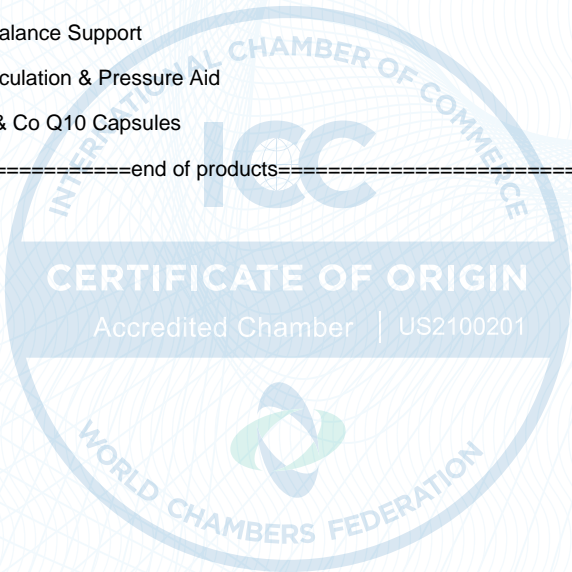 alance Support
culation & Pressure Aid
& Co Q10 Capsules
===========end of products=========================
INTERNATIONAL CHAMBER OF COMMERCE
ICC
CERTIFICATE OF ORIGIN
Accredited Chamber | US2100201
WORLD CHAMBERS FEDERATION